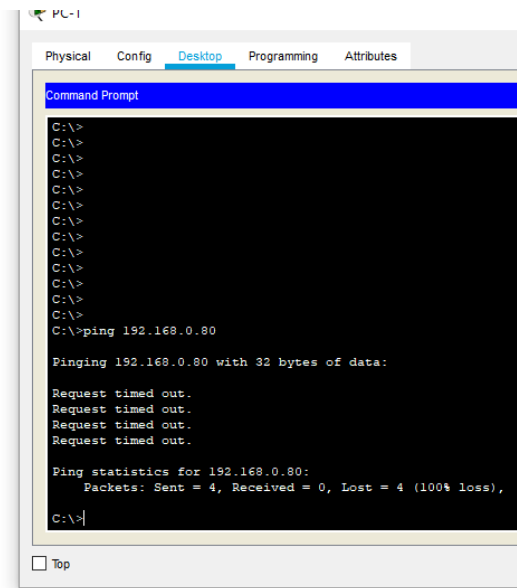 PC-1
Physical Config Desktop Programming Attributes
Command Prompt
C:\>
C:\>
C:\>
C:\>
C:\>
C:\>
C:\>
C:\>
C:\>
C:\>
C:\>
C:\>
C:\>
C:\>ping 192.168.0.80
Pinging 192.168.0.80 with 32 bytes of data:
Request timed out.
Request timed out.
Request timed out.
Request timed out.
Ping statistics for 192.168.0.80:
Packets: Sent = 4, Received = 0, Lost = 4 (100% loss),
C:\>
Top